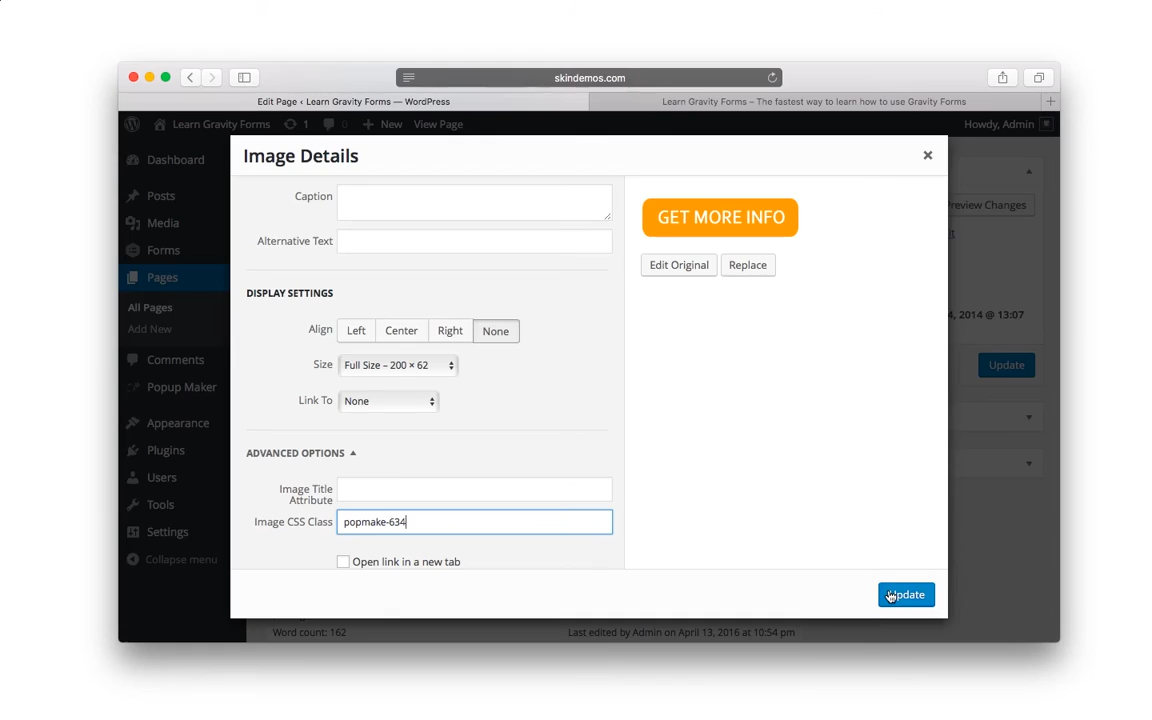 skindemos.com
Edit Page ‹ Learn Gravity Forms — WordPress
Learn Gravity Forms – The fastest way to learn how to use Gravity Forms
Learn Gravity Forms 1 0 New View Page
Howdy, Admin
Dashboard
Posts
Media
Forms
Pages
All Pages
Add New
Comments
Popup Maker
Appearance
Plugins
Users
Tools
Settings
Collapse menu
Image Details
Caption
Alternative Text
DISPLAY SETTINGS
Align Left Center Right None
Size Full Size – 200 × 62
Link To None
ADVANCED OPTIONS
Image Title
Attribute
Image CSS Class popmake-634
Open link in a new tab
GET MORE INFO
Edit Original Replace
Update
Preview Changes
4, 2014 @ 13:07
Update
Word count: 162
Last edited by Admin on April 13, 2016 at 10:54 pm